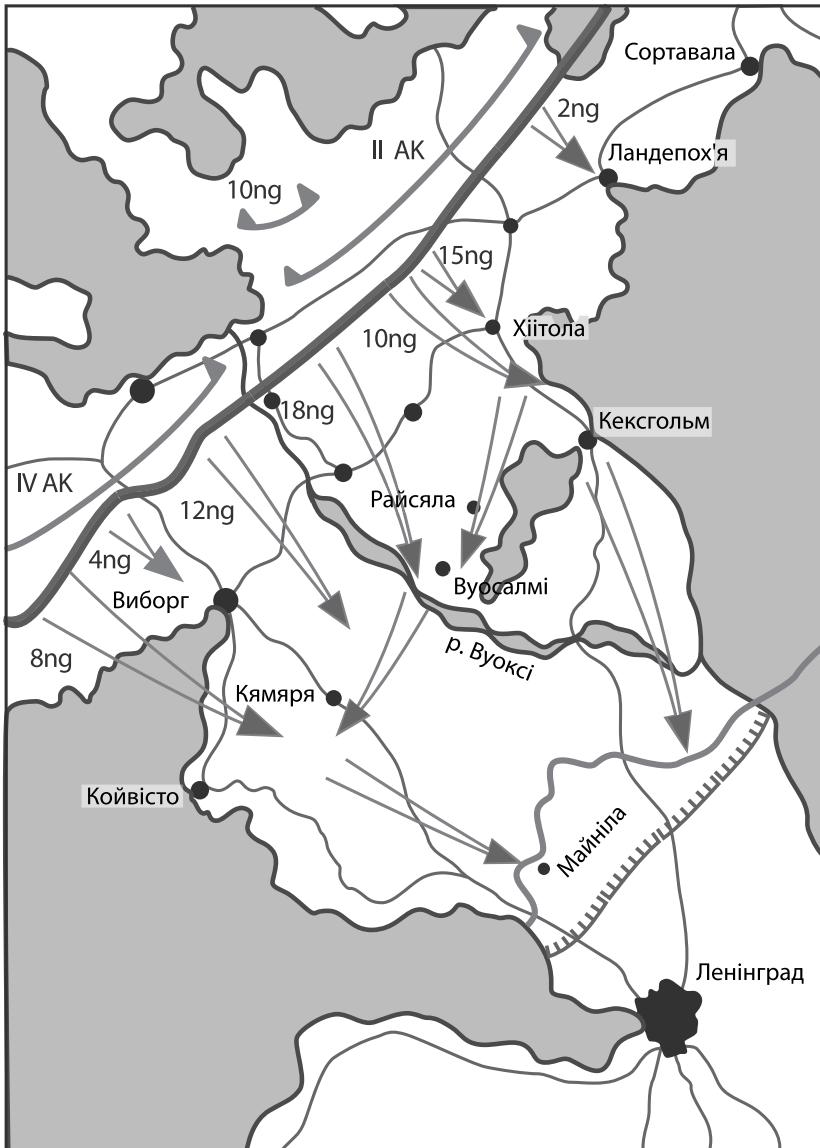 Сортавала
2ng
II АК
Ландепох'я
10ng
15ng
Хіітола
10ng
18ng
Кексгольм
IV АК
Райсяла
12ng
4ng
Вуосалмі
Виборг
р. Вуоксі
8ng
Кямяря
Койвісто
Майніла
Ленінград